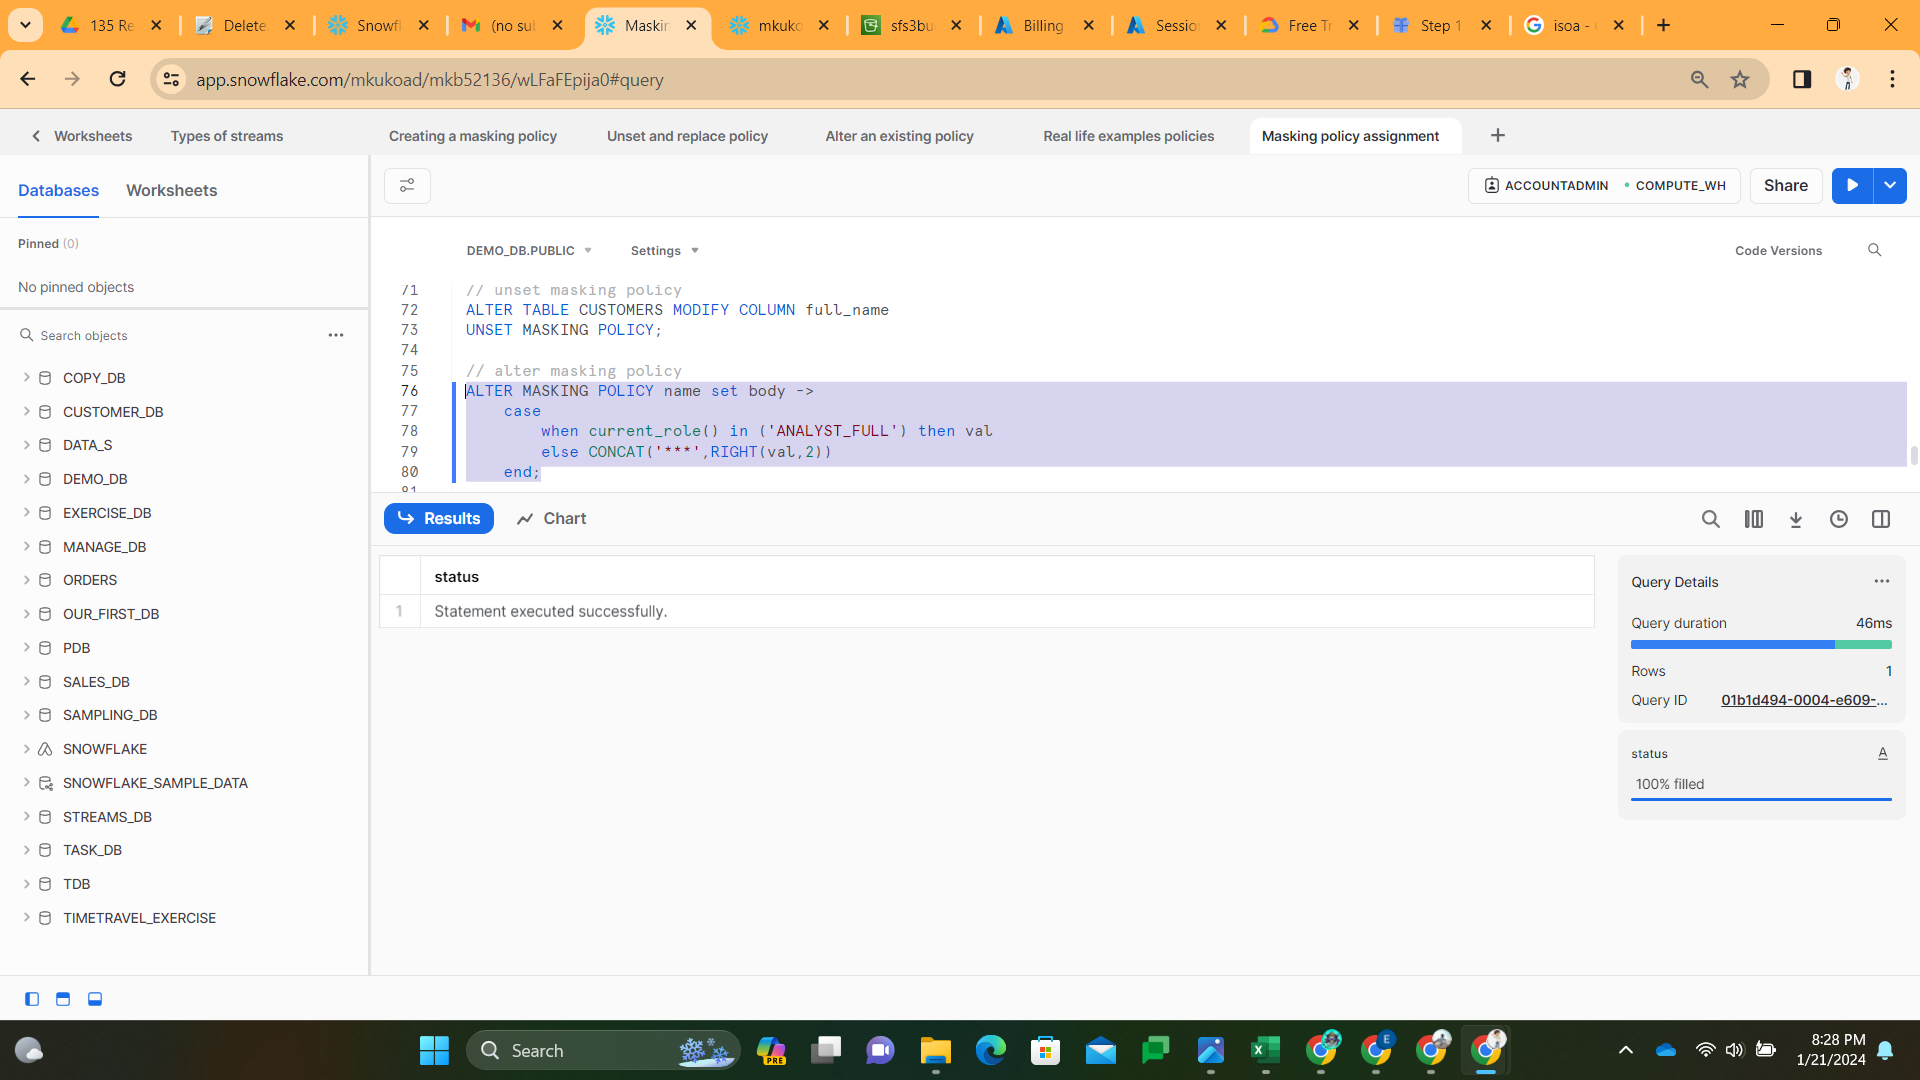 135 Re
Delete
Snowfl
(no sub
Maskin
mkuko
sfs3bu
Billing
Sessio
Free Tr
Step 1
isoa -
app.snowflake.com/mkukoad/mkb52136/wLFaFEpija0#query
Worksheets
Types of streams
Creating a masking policy
Unset and replace policy
Alter an existing policy
Real life examples policies
Masking policy assignment
Databases
Worksheets
ACCOUNTADMIN
COMPUTE_WH
Share
Pinned (0)
No pinned objects
Search objects
COPY_DB
CUSTOMER_DB
DATA_S
DEMO_DB
EXERCISE_DB
MANAGE_DB
ORDERS
OUR_FIRST_DB
PDB
SALES_DB
SAMPLING_DB
SNOWFLAKE
SNOWFLAKE_SAMPLE_DATA
STREAMS_DB
TASK_DB
TDB
TIMETRAVEL_EXERCISE
DEMO_DB.PUBLIC
Settings
Code Versions
71 // unset masking policy
72 ALTER TABLE CUSTOMERS MODIFY COLUMN full_name
73 UNSET MASKING POLICY;
74
75 // alter masking policy
76 ALTER MASKING POLICY name set body ->
77 case
78 when current_role() in ('ANALYST_FULL') then val
79 else CONCAT('***',RIGHT(val,2))
80 end;
81
Results
Chart
status
1 Statement executed successfully.
Query Details
Query duration 46ms
Rows 1
Query ID 01b1d494-0004-e609-...
status A
100% filled
Search
PRE
E
8:28 PM
1/21/2024